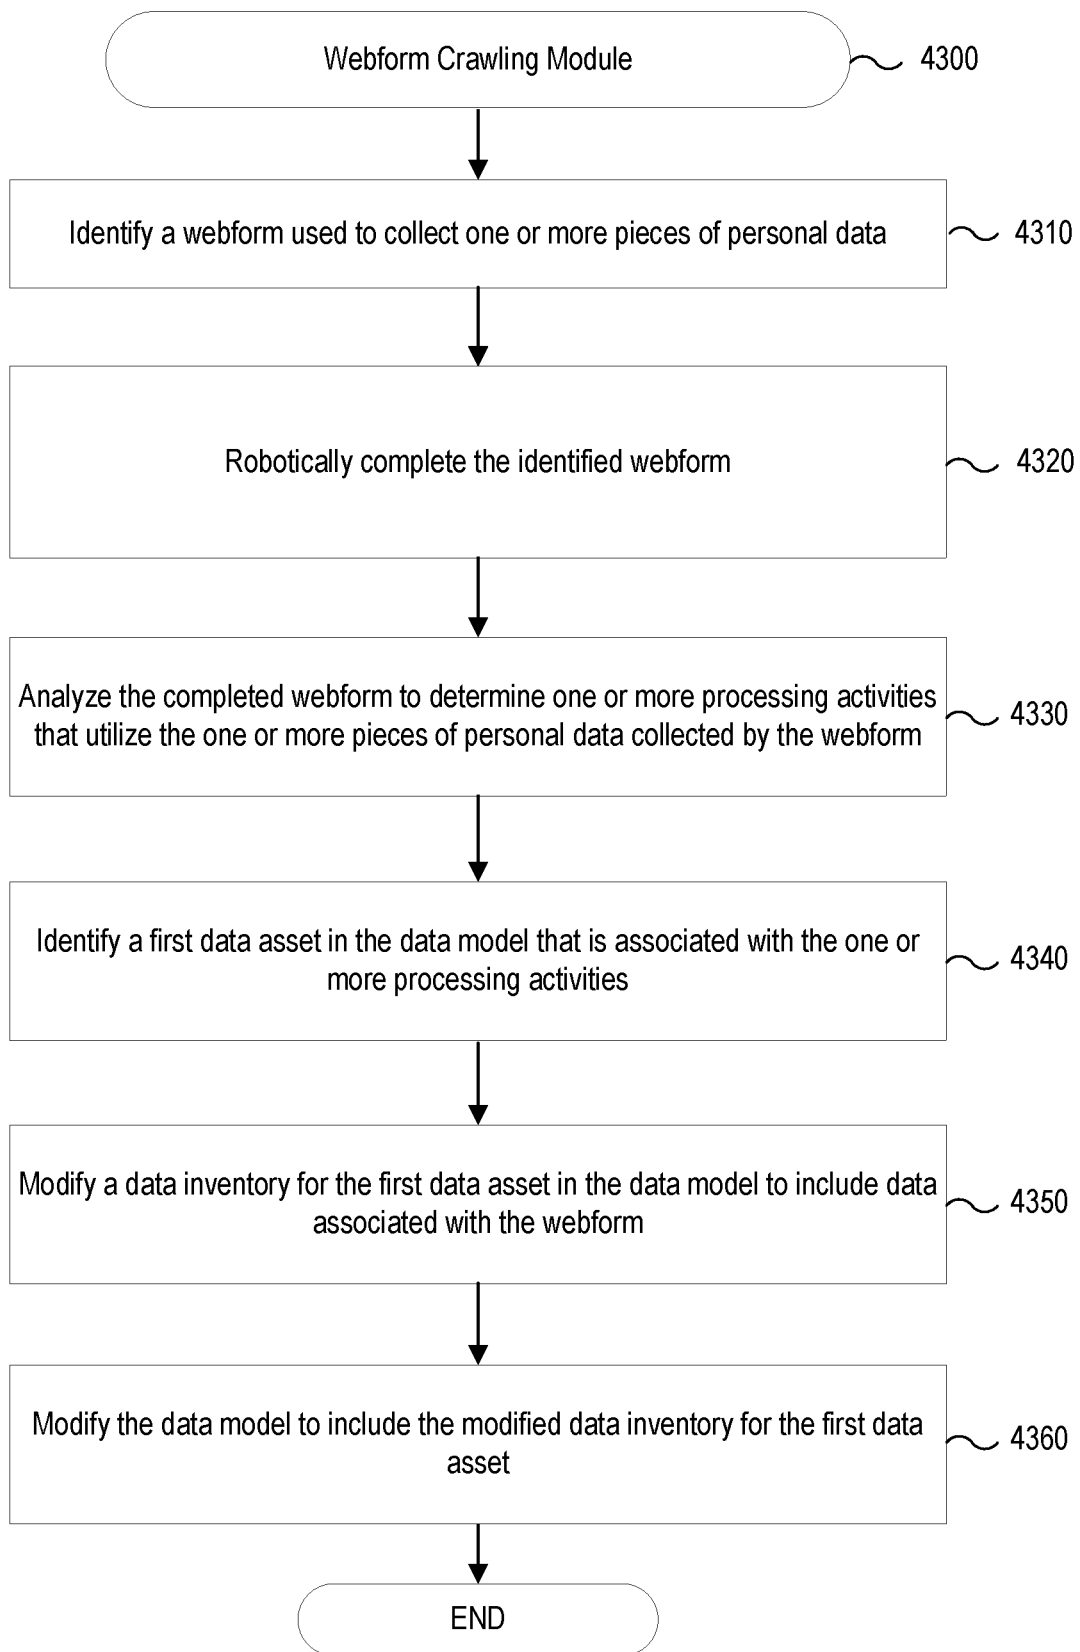 Webform Crawling Module
4300
Identify a webform used to collect one or more pieces of personal data
4310
Robotically complete the identified webform
4320
Analyze the completed webform to determine one or more processing activities
that utilize the one or more pieces of personal data collected by the webform
4330
Identify a first data asset in the data model that is associated with the one or
more processing activities
4340
Modify a data inventory for the first data asset in the data model to include data
associated with the webform
4350
Modify the data model to include the modified data inventory for the first data
asset
4360
END